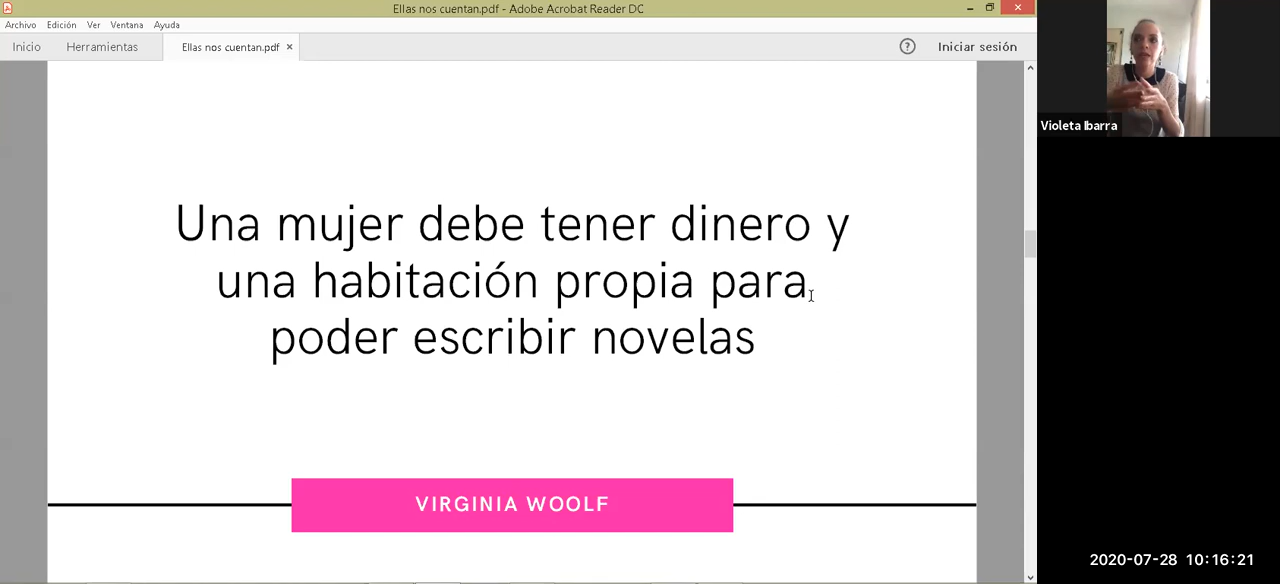 Ellas nos cuentan.pdf - Adobe Acrobat Reader DC
Archivo Edición Ver Ventana Ayuda
Inicio Herramientas Ellas nos cuentan.pdf × ? Iniciar sesión
Una mujer debe tener dinero y
una habitación propia para
poder escribir novelas
VIRGINIA WOOLF
Violeta Ibarra
2020-07-28 10:16:21